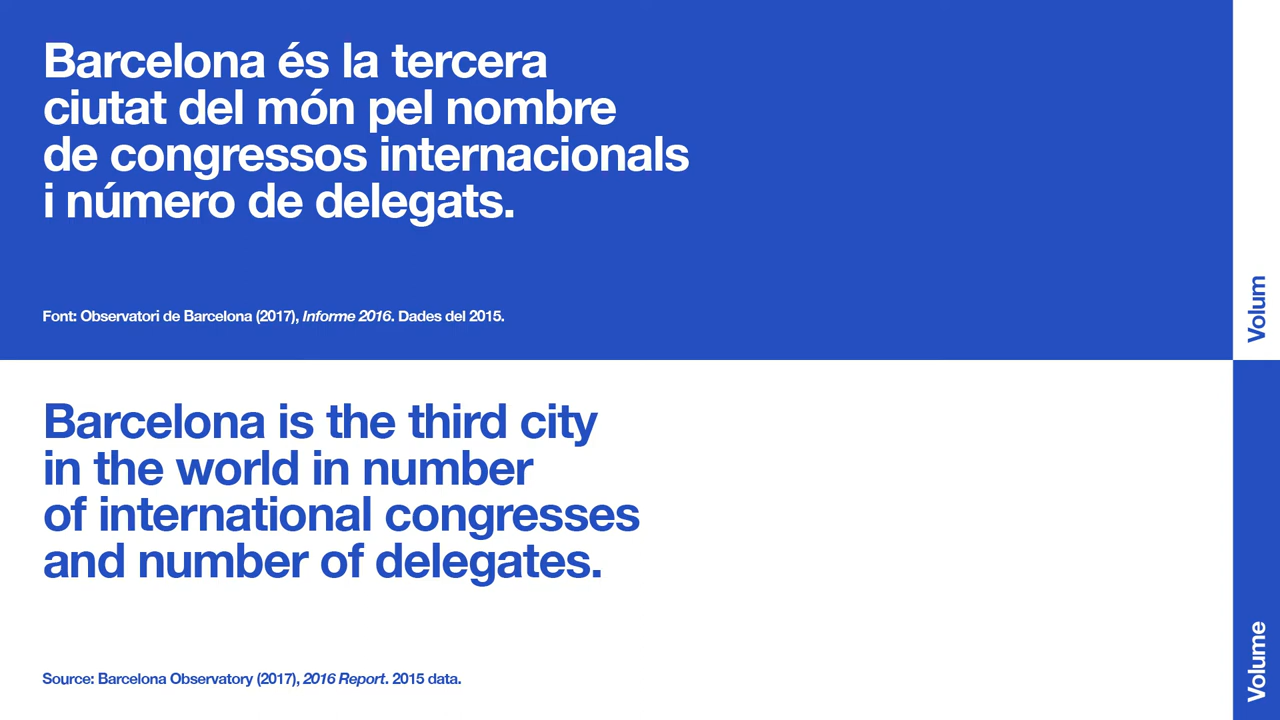 Barcelona és la tercera
ciutat del món pel nombre
de congressos internacionals
i número de delegats.
Font: Observatori de Barcelona (2017), Informe 2016. Dades del 2015.
Volum
Barcelona is the third city
in the world in number
of international congresses
and number of delegates.
Source: Barcelona Observatory (2017), 2016 Report. 2015 data.
Volume